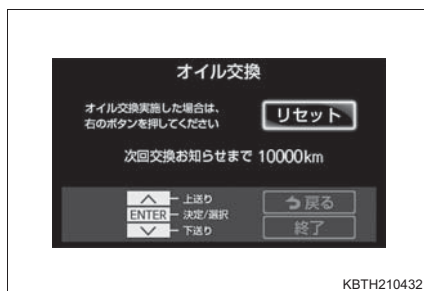 オイル交換
オイル交換実施した場合は、
右のボタンを押してください
リセット
次回交換お知らせまで 10000km
上送り
ENTER 決定/選択
下送り
戻る
終了
KBTH210432